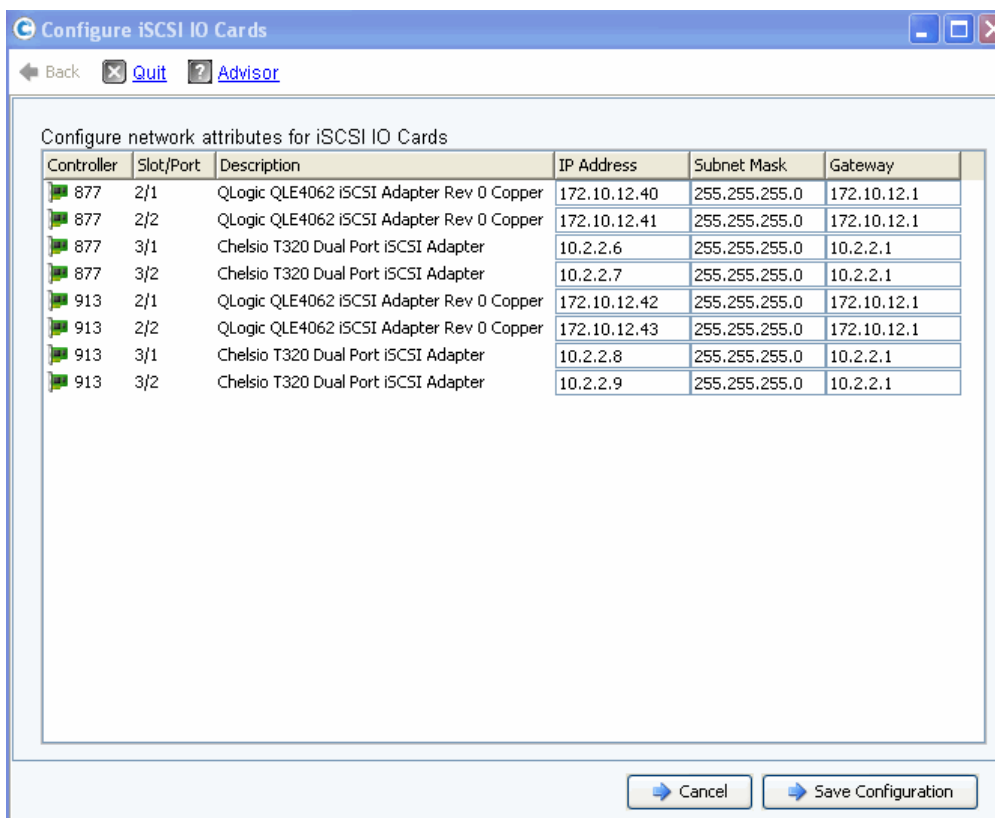 Configure iSCSI IO Cards
Back Quit Advisor
Configure network attributes for iSCSI IO Cards
Controller Slot/Port Description IP Address Subnet Mask Gateway
877 2/1 QLogic QLE4062 iSCSI Adapter Rev 0 Copper 172.10.12.40 255.255.255.0 172.10.12.1
877 2/2 QLogic QLE4062 iSCSI Adapter Rev 0 Copper 172.10.12.41 255.255.255.0 172.10.12.1
877 3/1 Chelsio T320 Dual Port iSCSI Adapter 10.2.2.6 255.255.255.0 10.2.2.1
877 3/2 Chelsio T320 Dual Port iSCSI Adapter 10.2.2.7 255.255.255.0 10.2.2.1
913 2/1 QLogic QLE4062 iSCSI Adapter Rev 0 Copper 172.10.12.42 255.255.255.0 172.10.12.1
913 2/2 QLogic QLE4062 iSCSI Adapter Rev 0 Copper 172.10.12.43 255.255.255.0 172.10.12.1
913 3/1 Chelsio T320 Dual Port iSCSI Adapter 10.2.2.8 255.255.255.0 10.2.2.1
913 3/2 Chelsio T320 Dual Port iSCSI Adapter 10.2.2.9 255.255.255.0 10.2.2.1
Cancel Save Configuration